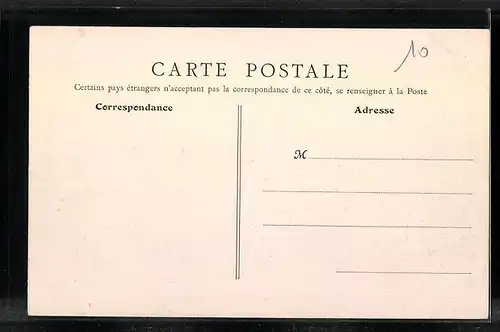 10
CARTE POSTALE
Certains pays étrangers n'acceptant pas la correspondance de ce côté, se renseigner à la Poste
Correspondance
Adresse
M